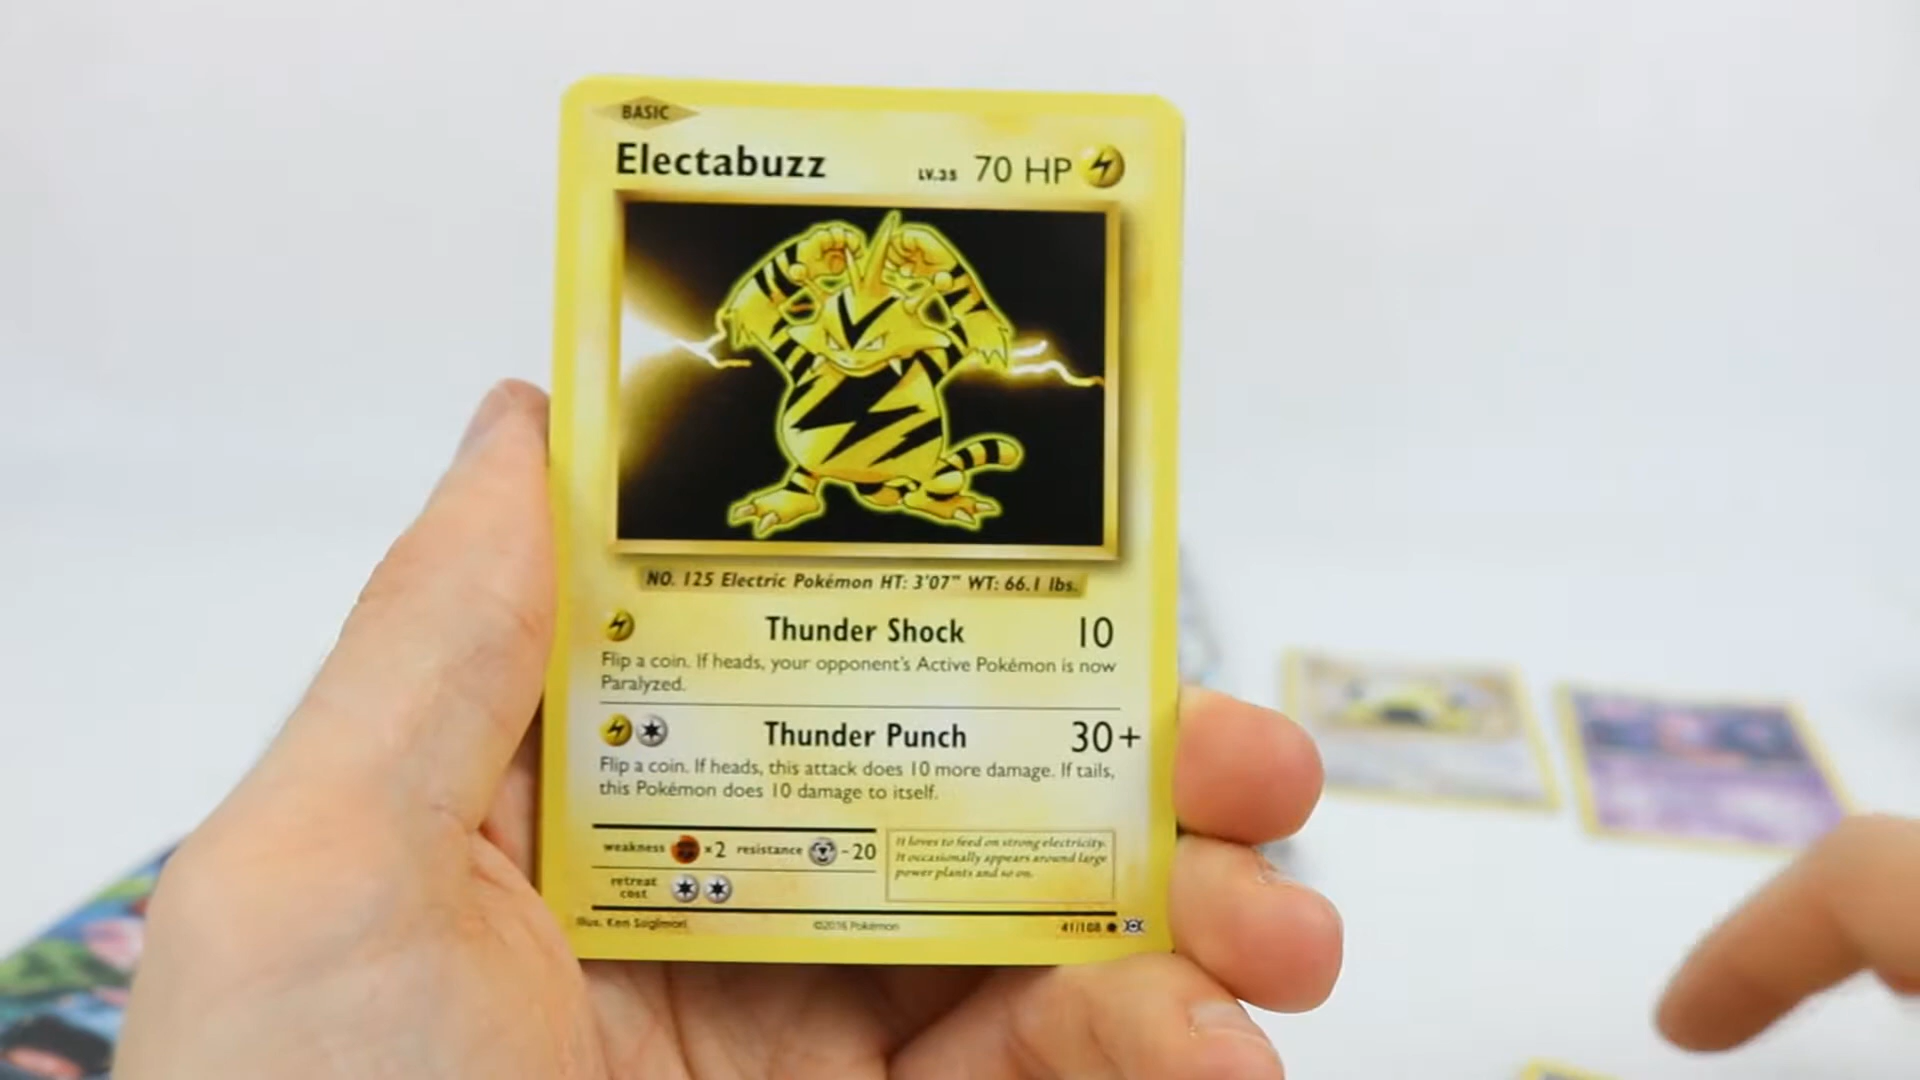 BASIC
Electabuzz LV.35 70 HP
NO. 125 Electric Pokémon HT: 3'07" WT: 66.1 lbs.
Thunder Shock 10
Flip a coin. If heads, your opponent's Active Pokémon is now
Paralyzed.
Thunder Punch 30+
Flip a coin. If heads, this attack does 10 more damage. If tails,
this Pokémon does 10 damage to itself.
weakness ×2 resistance -20
retreat
cost
It loves to feed on strong electricity.
It occasionally appears around large
power plants and so on.
Illus. Ken Sugimori ©2016 Pokémon 41/108